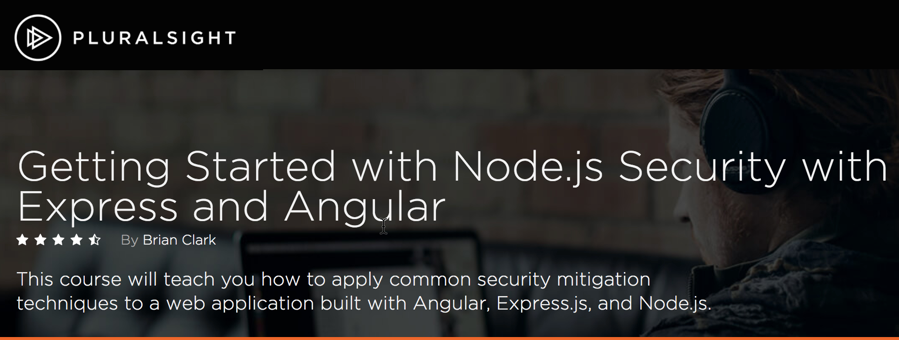 PLURALSIGHT
Getting Started with Node.js Security with
Express and Angular
By Brian Clark
This course will teach you how to apply common security mitigation
techniques to a web application built with Angular, Express.js, and Node.js.